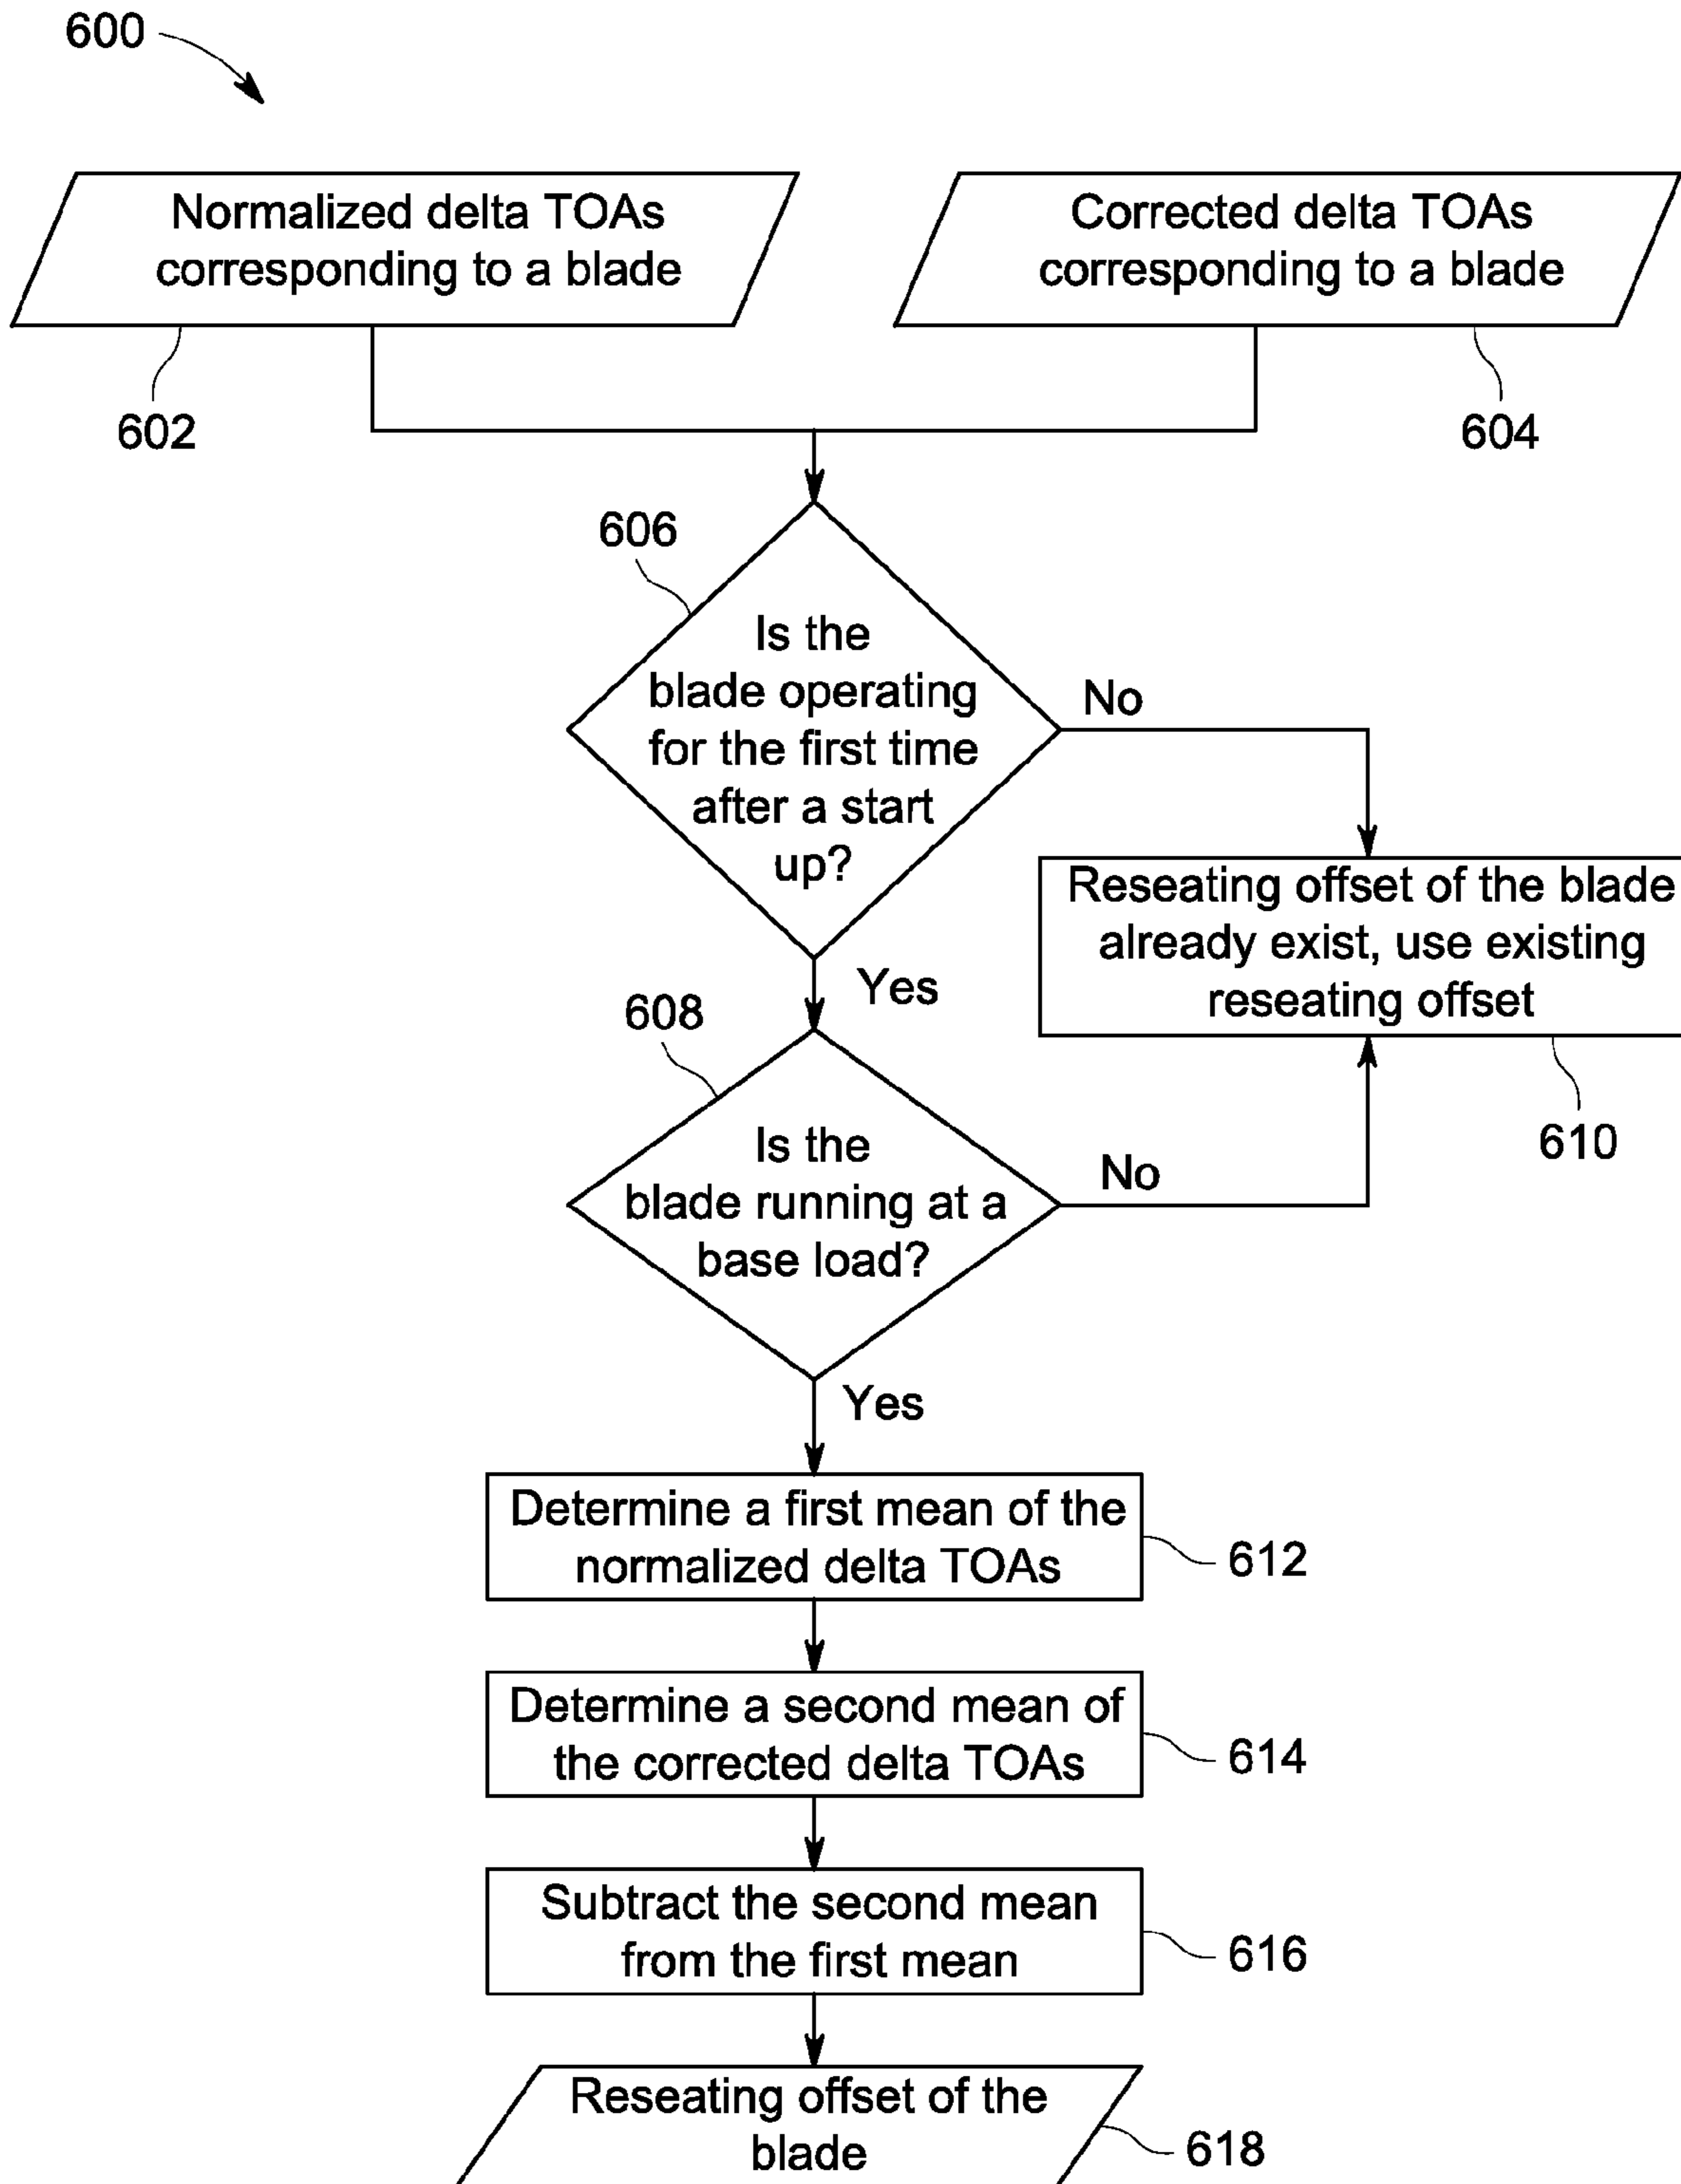 600
Normalized delta TOAs
corresponding to a blade
Corrected delta TOAs
corresponding to a blade
602
604
606
Is the
blade operating
for the first time
after a start
up?
No
Reseating offset of the blade
already exist, use existing
reseating offset
Yes
608
610
Is the
blade running at a
base load?
No
Yes
Determine a first mean of the
normalized delta TOAs
612
Determine a second mean of
the corrected delta TOAs
614
Subtract the second mean
from the first mean
616
Reseating offset of the
blade
618